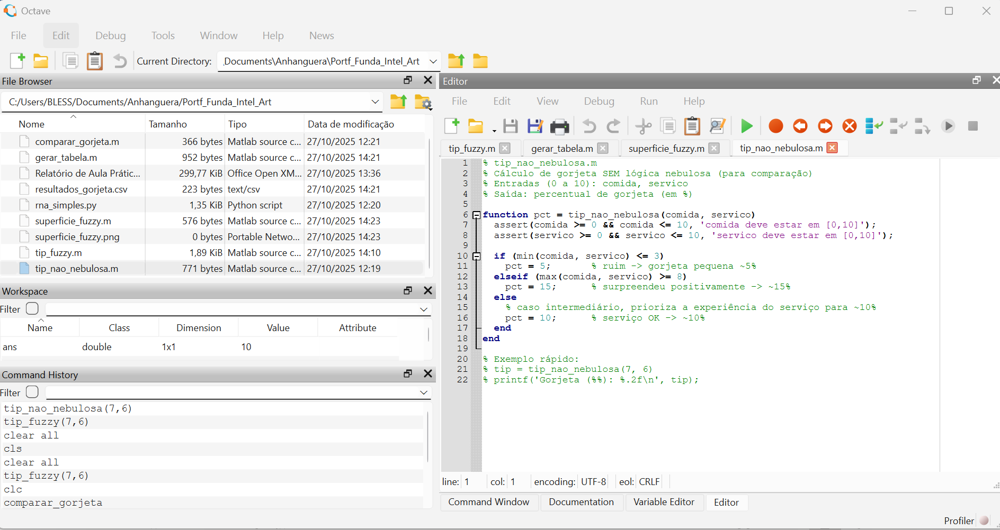 Octave
File Edit Debug Tools Window Help News
Current Directory: Documents\Anhanguera\Portf_Funda_Intel_Art
File Browser
C:/Users/BLESS/Documents/Anhanguera/Portf_Funda_Intel_Art
Nome Tamanho Tipo Data de modificação
comparar_gorjeta.m 366 bytes Matlab source c... 27/10/2025 12:21
gerar_tabela.m 952 bytes Matlab source c... 27/10/2025 14:21
Relatório de Aula Prátic... 299,77 KiB Office Open XM... 27/10/2025 13:36
resultados_gorjeta.csv 223 bytes text/csv 27/10/2025 14:21
rna_simples.py 1,35 KiB Python script 27/10/2025 12:20
superficie_fuzzy.m 576 bytes Matlab source c... 27/10/2025 14:23
superficie_fuzzy.png 0 bytes Portable Netwo... 27/10/2025 14:23
tip_fuzzy.m 1,89 KiB Matlab source c... 27/10/2025 14:10
tip_nao_nebulosa.m 771 bytes Matlab source c... 27/10/2025 12:19
Workspace
Filter
Name Class Dimension Value Attribute
ans double 1x1 10
Command History
Filter
tip_nao_nebulosa(7,6)
tip_fuzzy(7,6)
clear all
cls
clear all
tip_fuzzy(7,6)
clc
comparar_gorjeta
Editor
File Edit View Debug Run Help
tip_fuzzy.m gerar_tabela.m superficie_fuzzy.m tip_nao_nebulosa.m
1 % tip_nao_nebulosa.m
2 % Cálculo de gorjeta SEM lógica nebulosa (para comparação)
3 % Entradas (0 a 10): comida, servico
4 % Saída: percentual de gorjeta (em %)
5
6 function pct = tip_nao_nebulosa(comida, servico)
7 assert(comida >= 0 && comida <= 10, 'comida deve estar em [0,10]');
8 assert(servico >= 0 && servico <= 10, 'servico deve estar em [0,10]');
9
10 if (min(comida, servico) <= 3)
11 pct = 5; % ruim -> gorjeta pequena ~5%
12 elseif (max(comida, servico) >= 8)
13 pct = 15; % surpreendeu positivamente -> ~15%
14 else
15 % caso intermediário, prioriza a experiência do serviço para ~10%
16 pct = 10; % serviço OK -> ~10%
17 end
18 end
19
20 % Exemplo rápido:
21 % tip = tip_nao_nebulosa(7, 6)
22 % printf('Gorjeta (%%): %.2f\n', tip);
line: 1 col: 1 encoding: UTF-8 eol: CRLF
Command Window Documentation Variable Editor Editor
Profiler